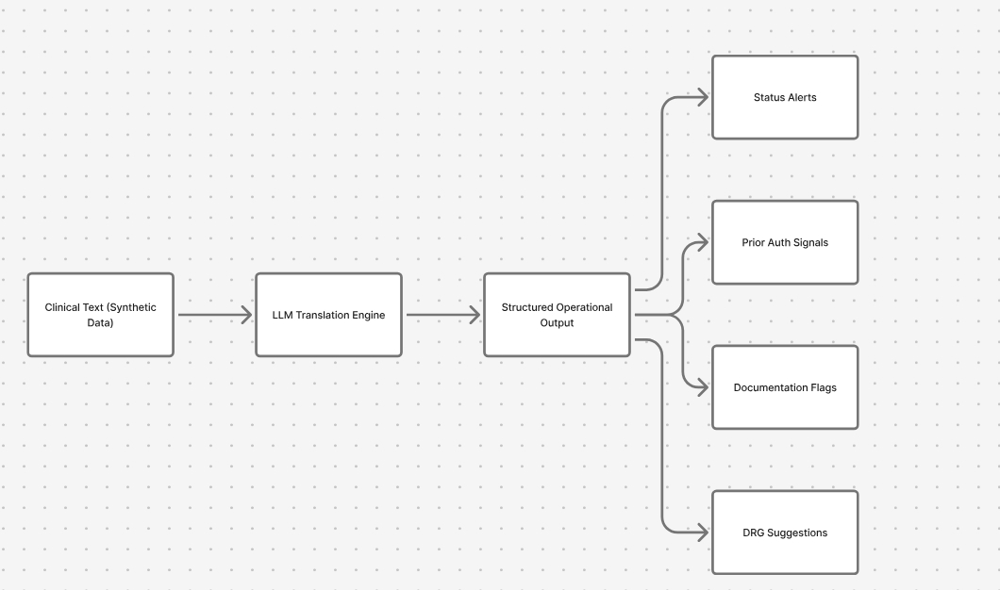 Clinical Text (Synthetic
Data)
LLM Translation Engine
Structured Operational
Output
Status Alerts
Prior Auth Signals
Documentation Flags
DRG Suggestions